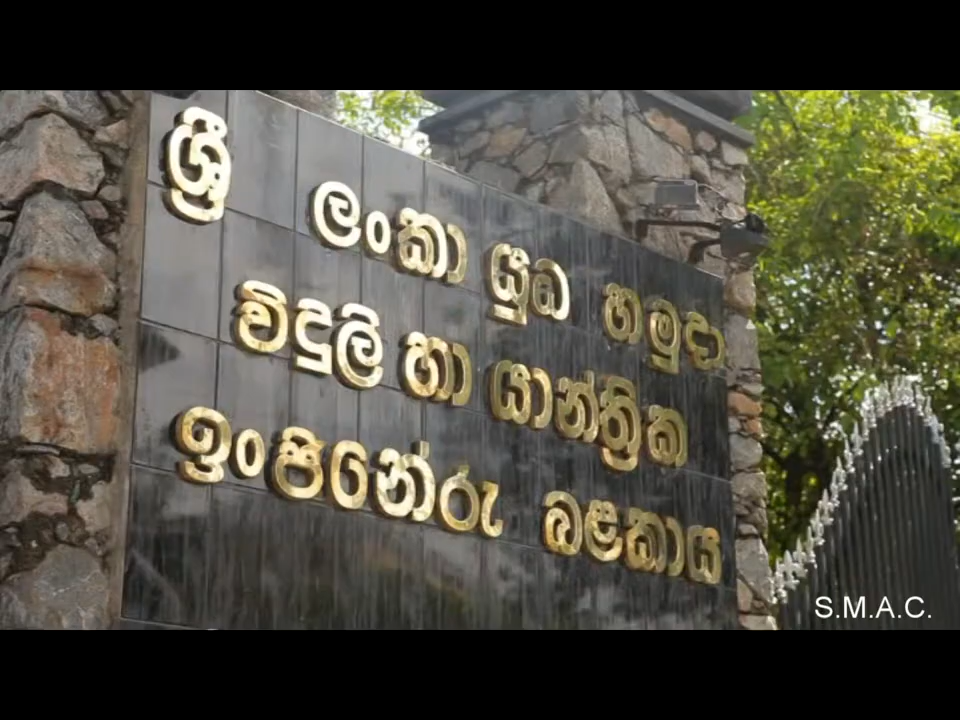 ශ්‍රී ලංකා යුධ හමුදා
විදුලි හා යාන්ත්‍රික
ඉංජිනේරු බළකාය
S.M.A.C.